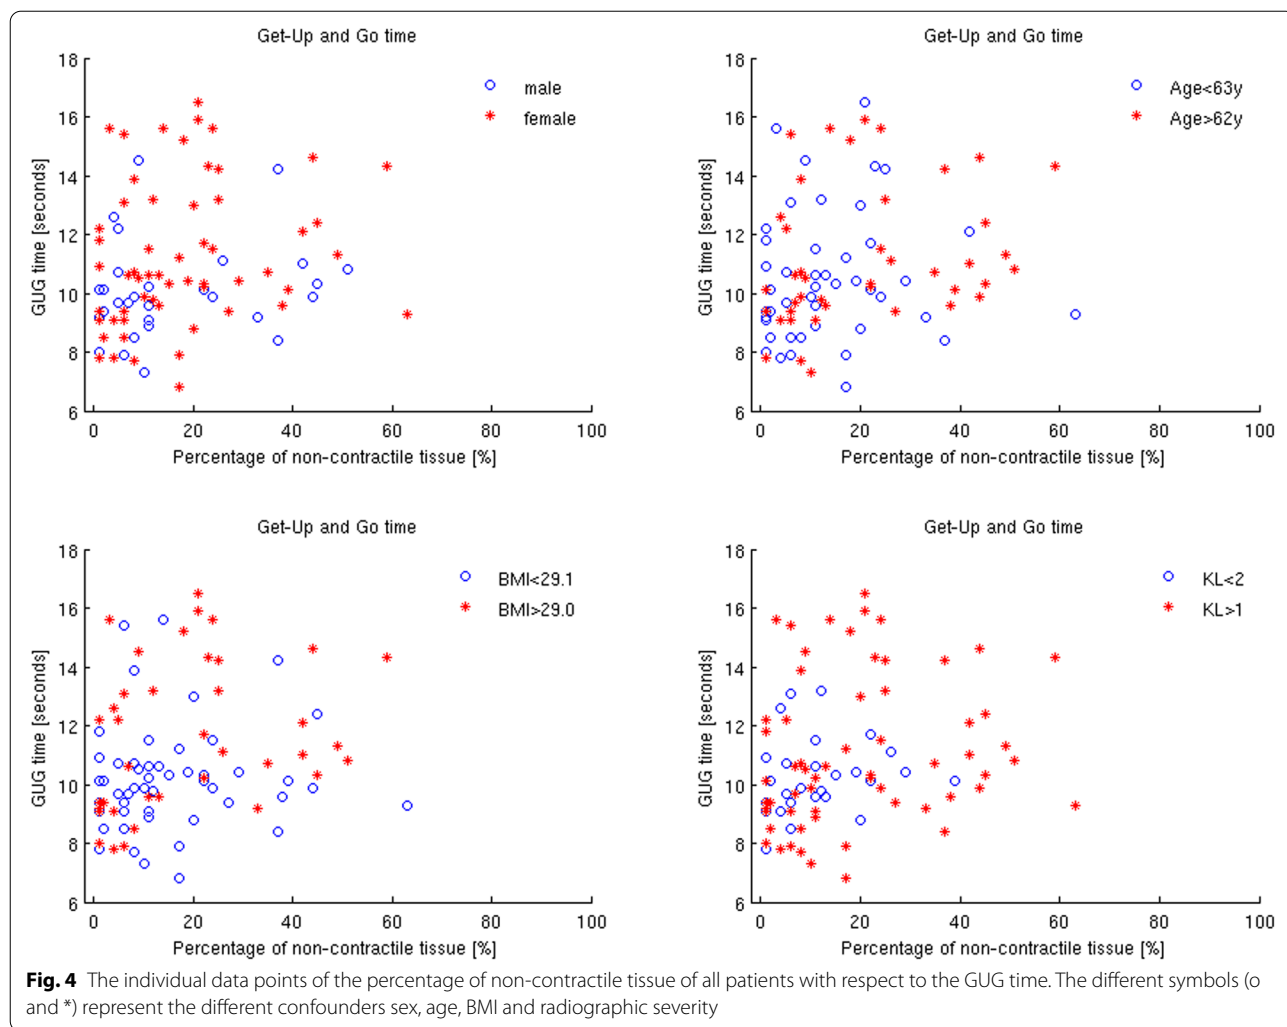 Get-Up and Go time
18
16
14
12
10
8
6
GUG time [seconds]
male
female
0 20 40 60 80 100
Percentage of non-contractile tissue [%]
Get-Up and Go time
18
16
14
12
10
8
6
GUG time [seconds]
Age<63y
Age>62y
0 20 40 60 80 100
Percentage of non-contractile tissue [%]
Get-Up and Go time
18
16
14
12
10
8
6
GUG time [seconds]
BMI<29.1
BMI>29.0
0 20 40 60 80 100
Percentage of non-contractile tissue [%]
Get-Up and Go time
18
16
14
12
10
8
6
GUG time [seconds]
KL<2
KL>1
0 20 40 60 80 100
Percentage of non-contractile tissue [%]
Fig. 4 The individual data points of the percentage of non-contractile tissue of all patients with respect to the GUG time. The different symbols (o
and *) represent the different confounders sex, age, BMI and radiographic severity